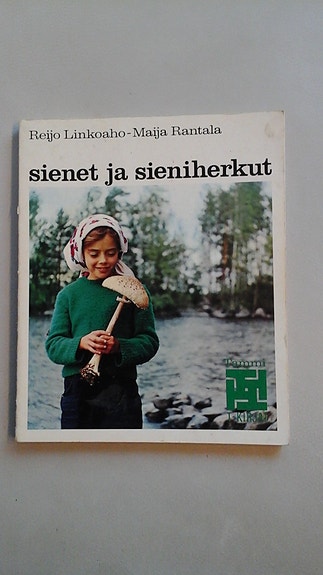 Reijo Linkoaho-Maija Rantala
sienet ja sieniherkut